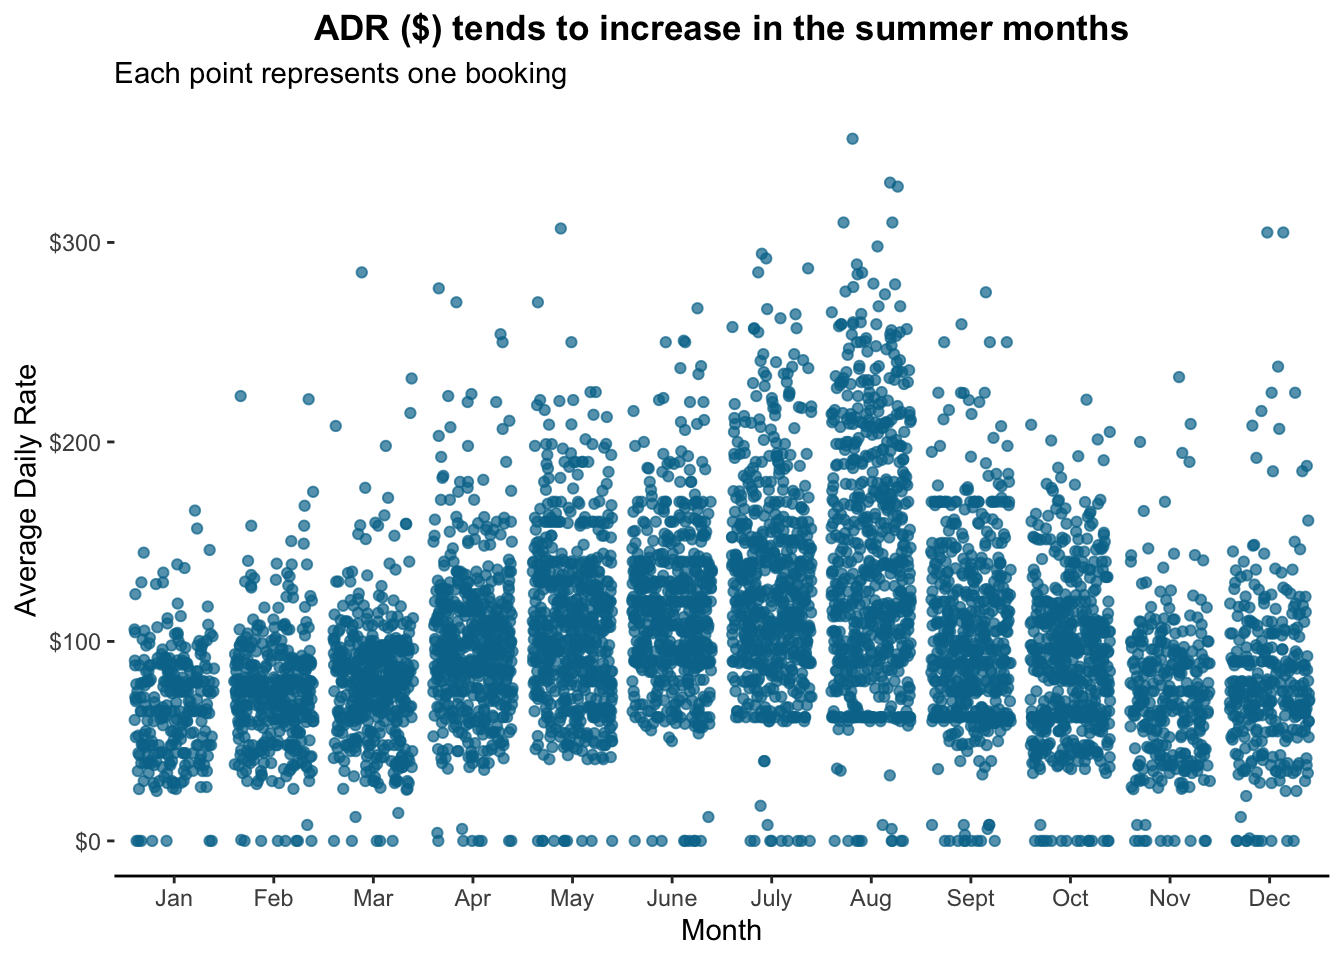 ADR ($) tends to increase in the summer months
Each point represents one booking
Average Daily Rate
$300
$200
$100
$0
Jan Feb Mar Apr May June July Aug Sept Oct Nov Dec
Month